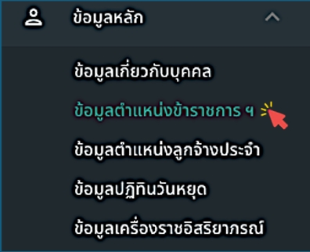 ข้อมูลหลัก
ข้อมูลเกี่ยวกับบุคคล
ข้อมูลตำแหน่งข้าราชการ ฯ
ข้อมูลตำแหน่งลูกจ้างประจำ
ข้อมูลปฏิทินวันหยุด
ข้อมูลเครื่องราชอิสริยาภรณ์